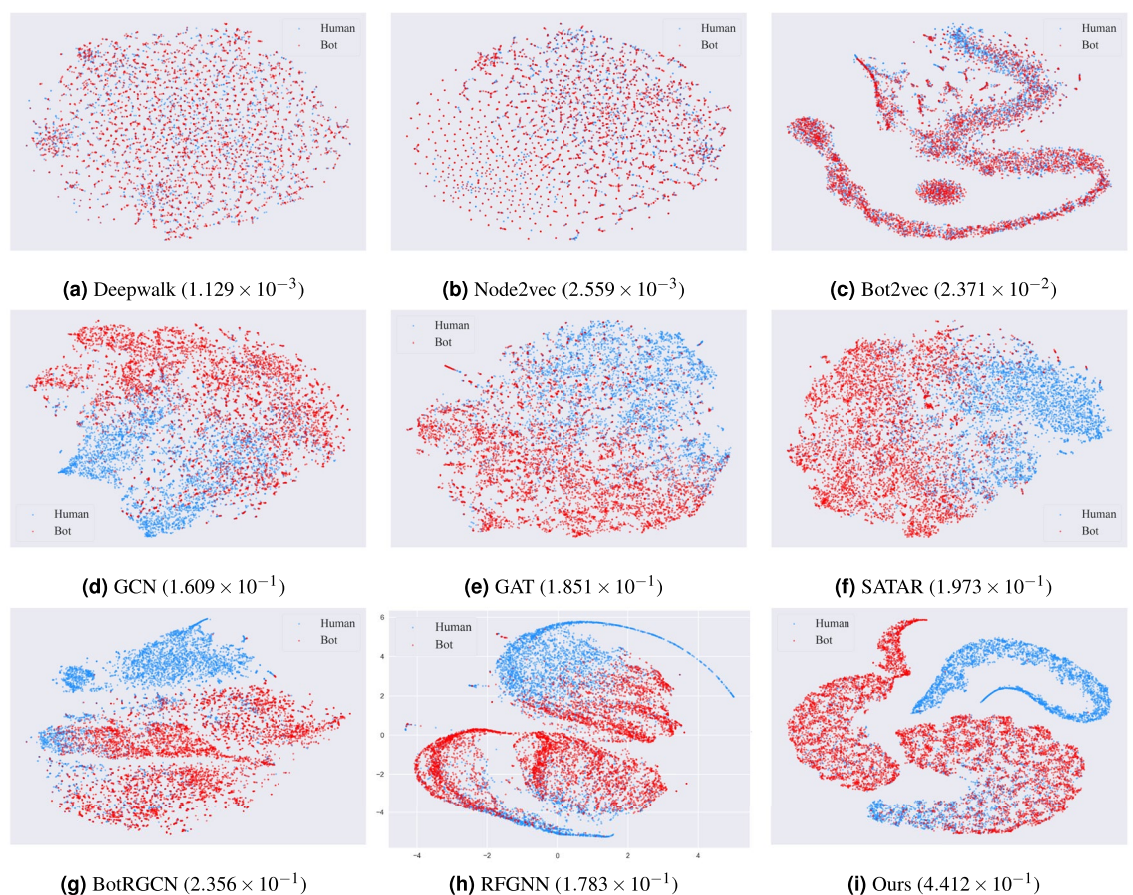 Human
Bot
Human
Bot
Human
Bot
(a) Deepwalk (1.129 × 10⁻³)
(b) Node2vec (2.559 × 10⁻³)
(c) Bot2vec (2.371 × 10⁻²)
Human
Bot
Human
Bot
Human
Bot
(d) GCN (1.609 × 10⁻¹)
(e) GAT (1.851 × 10⁻¹)
(f) SATAR (1.973 × 10⁻¹)
Human
Bot
6
4
2
0
−2
−4
−4
−2
0
2
4
Human
Bot
Human
Bot
(g) BotRGCN (2.356 × 10⁻¹)
(h) RFGNN (1.783 × 10⁻¹)
(i) Ours (4.412 × 10⁻¹)